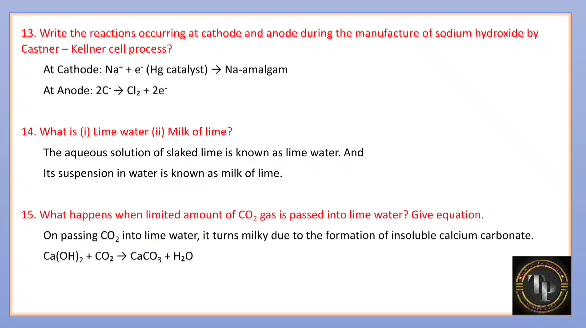 13. Write the reactions occurring at cathode and anode during the manufacture of sodium hydroxide by
Castner – Kellner cell process?
At Cathode: Na⁺ + e⁻ (Hg catalyst) → Na-amalgam
At Anode: 2C⁻ → Cl₂ + 2e⁻
14. What is (i) Lime water (ii) Milk of lime?
The aqueous solution of slaked lime is known as lime water. And
Its suspension in water is known as milk of lime.
15. What happens when limited amount of CO₂ gas is passed into lime water? Give equation.
On passing CO₂ into lime water, it turns milky due to the formation of insoluble calcium carbonate.
Ca(OH)₂ + CO₂ → CaCO₃ + H₂O